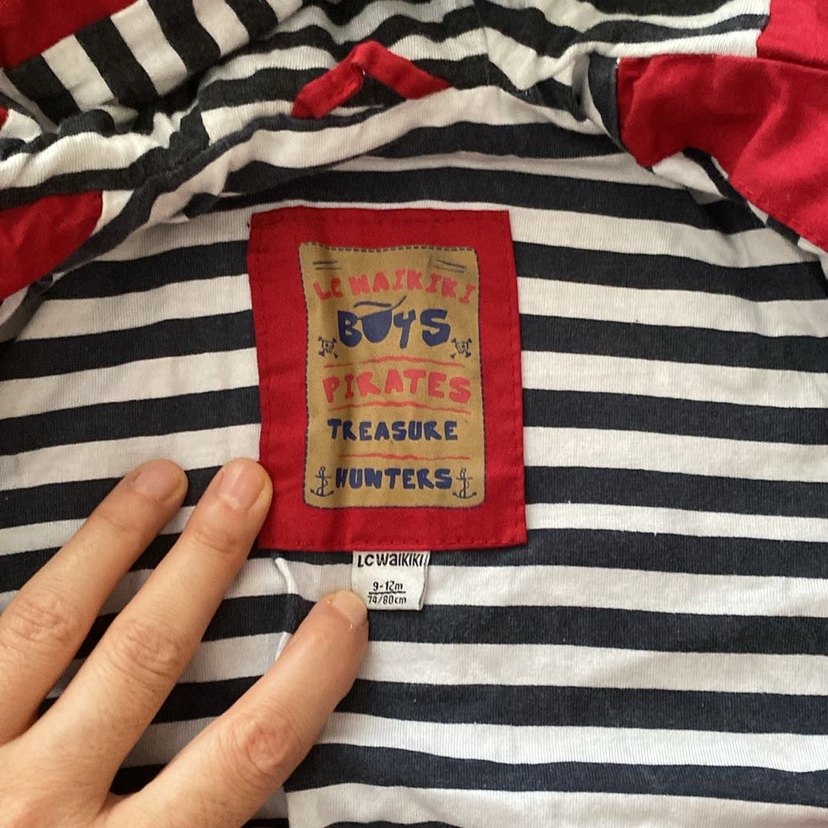 LC WAIKIKI
BOYS
PIRATES
TREASURE
HUNTERS
LC WAIKIKI
9-12m
74/80cm